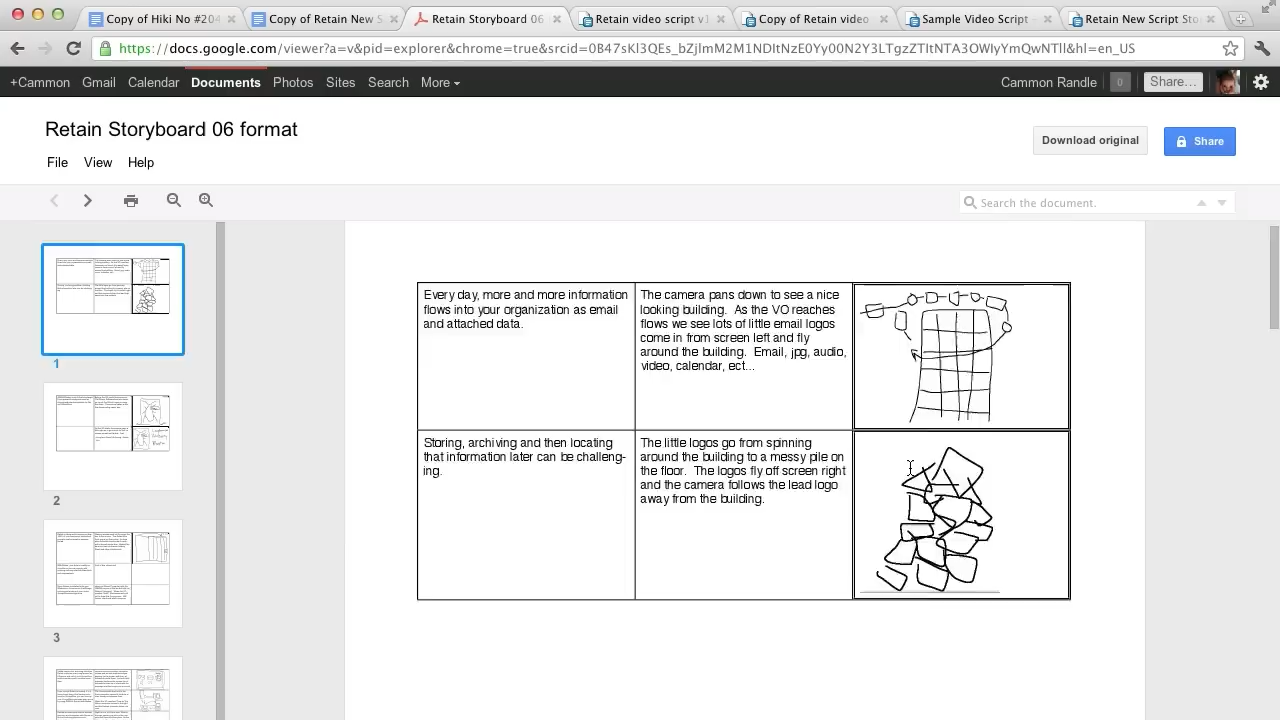 Copy of Hiki No #204
Copy of Retain New S
Retain Storyboard 06
Retain video script v1
Copy of Retain video
Sample Video Script
Retain New Script Sto
https://docs.google.com/viewer?a=v&pid=explorer&chrome=true&srcid=0B47sKl3QEs_bZjlmM2M1NDItNzE0Yy00N2Y3LTgzZTItNTA3OWIyYmQwNTll&hl=en_US
+Cammon Gmail Calendar Documents Photos Sites Search More
Cammon Randle 0 Share...
Retain Storyboard 06 format
Download original
Share
File View Help
Search the document.
1
2
3
Every day, more and more information
flows into your organization as email
and attached data.
The camera pans down to see a nice
looking building. As the VO reaches
flows we see lots of little email logos
come in from screen left and fly
around the building. Email, jpg, audio,
video, calendar, ect...
Storing, archiving and then locating
that information later can be challeng-
ing.
The little logos go from spinning
around the building to a messy pile on
the floor. The logos fly off screen right
and the camera follows the lead logo
away from the building.